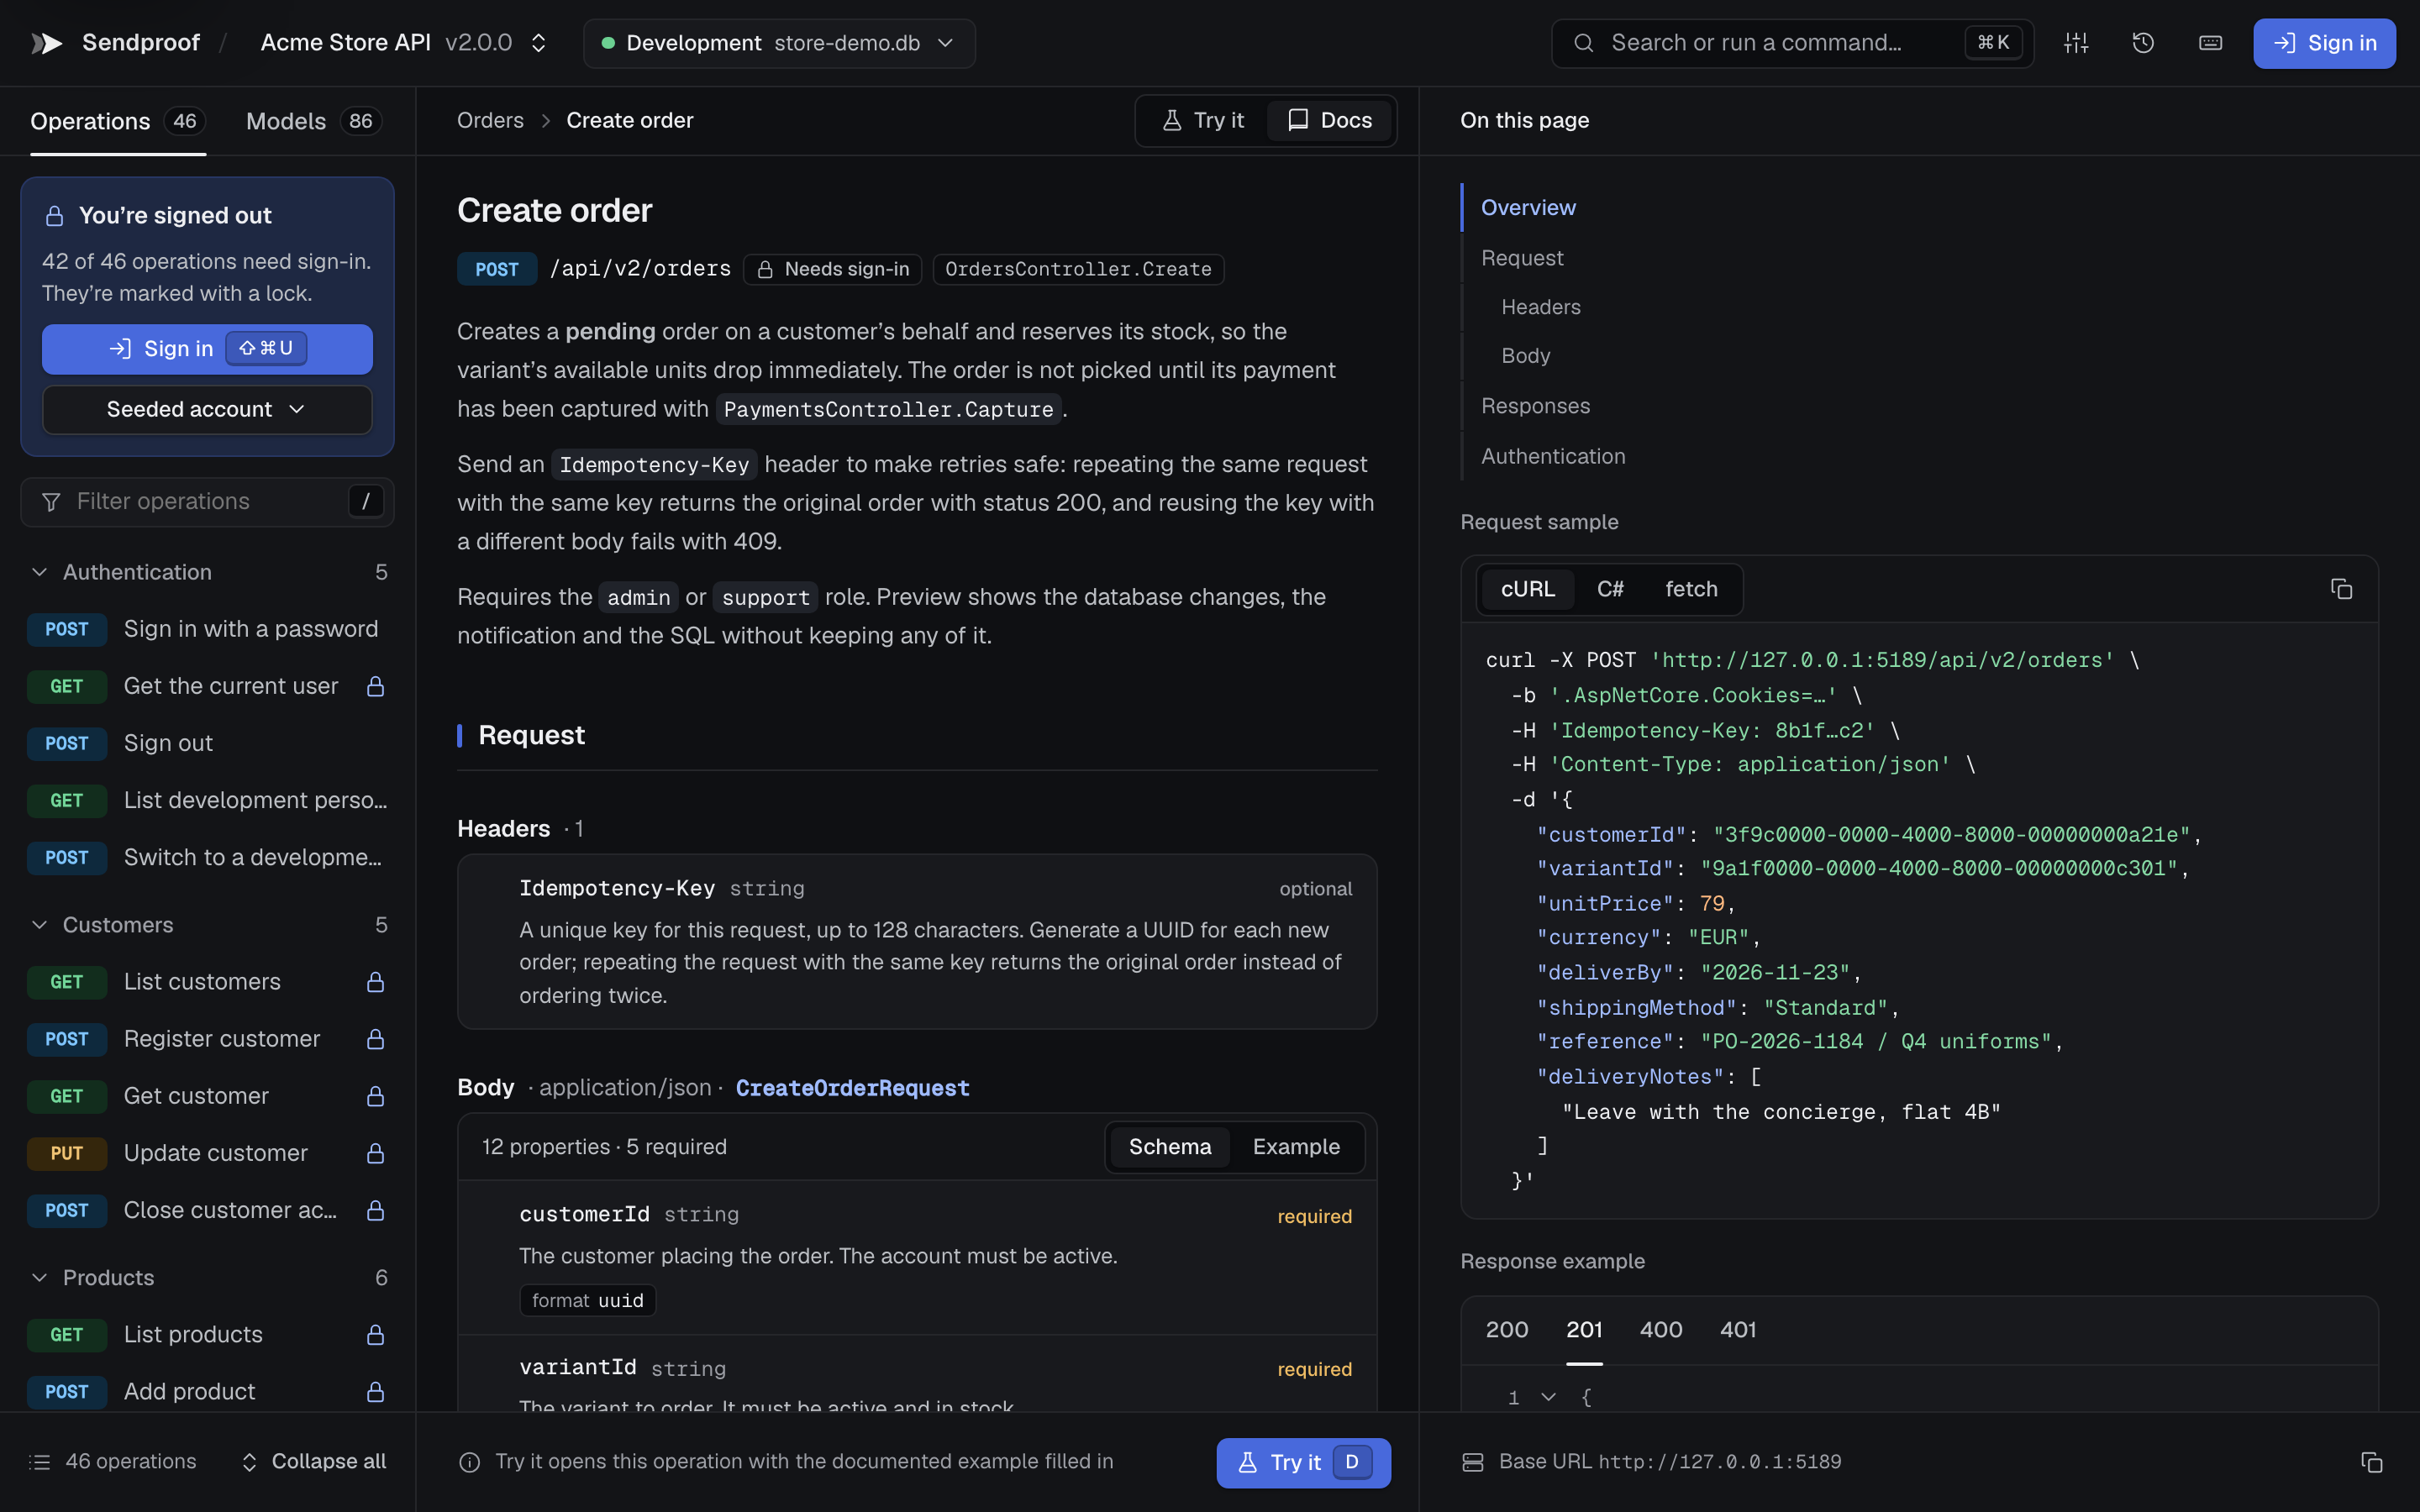 Sendproof / Acme Store API v2.0.0
Development store-demo.db
Search or run a command… ⌘K
Sign in
Operations 46 Models 86
You’re signed out
42 of 46 operations need sign-in.
They’re marked with a lock.
Sign in ⇧⌘U
Seeded account
Filter operations /
Authentication 5
POST Sign in with a password
GET Get the current user
POST Sign out
GET List development perso…
POST Switch to a developme…
Customers 5
GET List customers
POST Register customer
GET Get customer
PUT Update customer
POST Close customer ac…
Products 6
GET List products
POST Add product
46 operations Collapse all
Orders > Create order
Try it Docs
Create order
POST /api/v2/orders Needs sign-in OrdersController.Create
Creates a pending order on a customer’s behalf and reserves its stock, so the
variant’s available units drop immediately. The order is not picked until its payment
has been captured with PaymentsController.Capture.
Send an Idempotency-Key header to make retries safe: repeating the same request
with the same key returns the original order with status 200, and reusing the key with
a different body fails with 409.
Requires the admin or support role. Preview shows the database changes, the
notification and the SQL without keeping any of it.
Request
Headers · 1
Idempotency-Key string optional
A unique key for this request, up to 128 characters. Generate a UUID for each new
order; repeating the request with the same key returns the original order instead of
ordering twice.
Body · application/json · CreateOrderRequest
12 properties · 5 required
Schema Example
customerId string required
The customer placing the order. The account must be active.
format uuid
variantId string required
The variant to order. It must be active and in stock
Try it opens this operation with the documented example filled in
Try it D
On this page
Overview
Request
Headers
Body
Responses
Authentication
Request sample
cURL C# fetch
curl -X POST 'http://127.0.0.1:5189/api/v2/orders' \
-b '.AspNetCore.Cookies=…' \
-H 'Idempotency-Key: 8b1f…c2' \
-H 'Content-Type: application/json' \
-d '{
"customerId": "3f9c0000-0000-4000-8000-00000000a21e",
"variantId": "9a1f0000-0000-4000-8000-00000000c301",
"unitPrice": 79,
"currency": "EUR",
"deliverBy": "2026-11-23",
"shippingMethod": "Standard",
"reference": "PO-2026-1184 / Q4 uniforms",
"deliveryNotes": [
"Leave with the concierge, flat 4B"
]
}'
Response example
200 201 400 401
1 {
Base URL http://127.0.0.1:5189